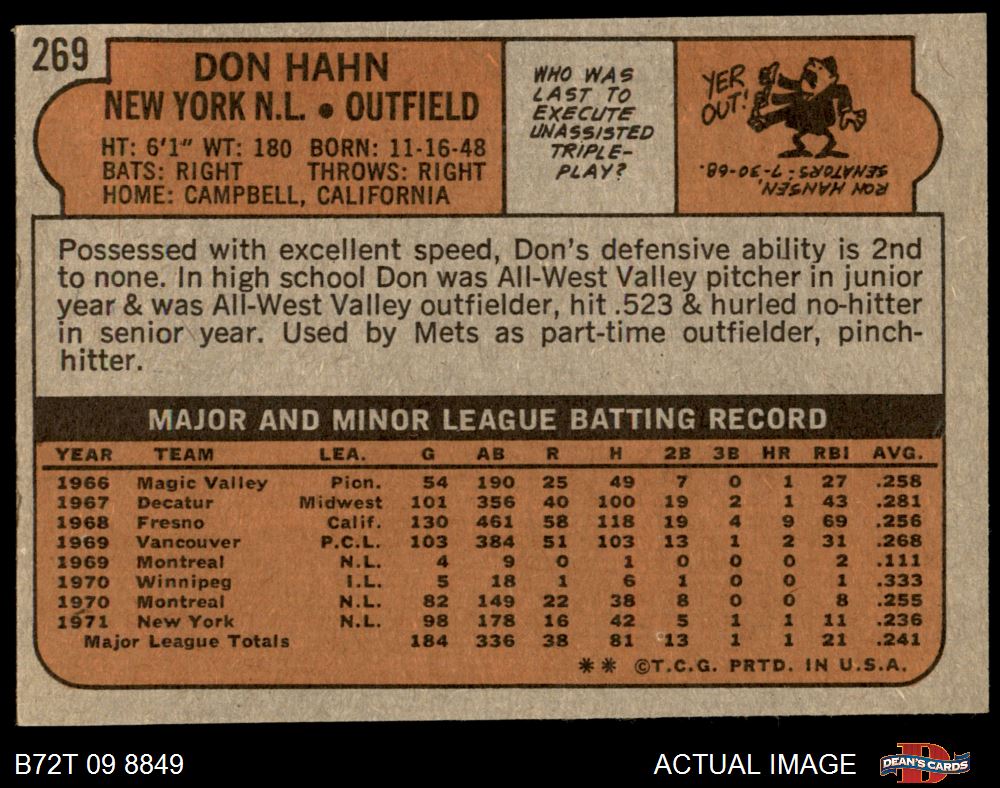 269
DON HAHN
NEW YORK N.L. • OUTFIELD
HT: 6'1" WT: 180 BORN: 11-16-48
BATS: RIGHT THROWS: RIGHT
HOME: CAMPBELL, CALIFORNIA
WHO WAS
LAST TO
EXECUTE
UNASSISTED
TRIPLE-
PLAY?
YER
OUT!
RON HANSEN,
SENATORS: 7-30-68.
Possessed with excellent speed, Don's defensive ability is 2nd
to none. In high school Don was All-West Valley pitcher in junior
year & was All-West Valley outfielder, hit .523 & hurled no-hitter
in senior year. Used by Mets as part-time outfielder, pinch-
hitter.
MAJOR AND MINOR LEAGUE BATTING RECORD
YEAR TEAM LEA. G AB R H 2B 3B HR RBI AVG.
1966 Magic Valley Pion. 54 190 25 49 7 0 1 27 .258
1967 Decatur Midwest 101 356 40 100 19 2 1 43 .281
1968 Fresno Calif. 130 461 58 118 19 4 9 69 .256
1969 Vancouver P.C.L. 103 384 51 103 13 1 2 31 .268
1969 Montreal N.L. 4 9 0 1 0 0 0 2 .111
1970 Winnipeg I.L. 5 18 1 6 1 0 0 1 .333
1970 Montreal N.L. 82 149 22 38 8 0 0 8 .255
1971 New York N.L. 98 178 16 42 5 1 1 11 .236
Major League Totals 184 336 38 81 13 1 1 21 .241
** ©T.C.G. PRTD. IN U.S.A.
B72T 09 8849
ACTUAL IMAGE
D
DEAN'S CARDS